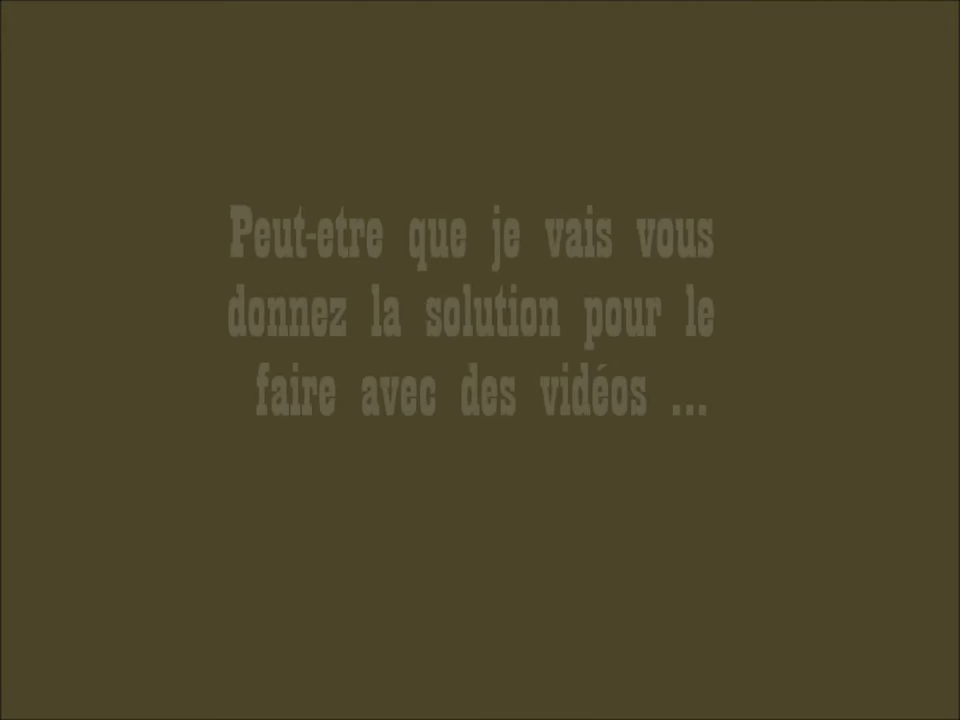 Peut-etre que je vais vous
donnez la solution pour le
faire avec des vidéos ...